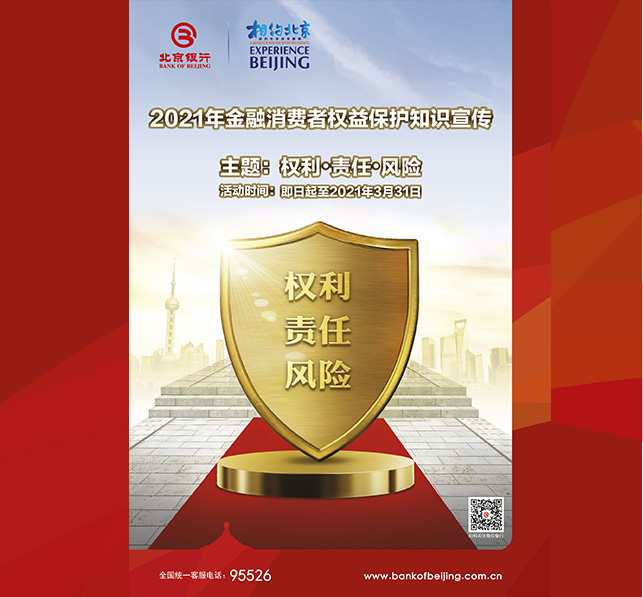 北京银行
BANK OF BEIJING
相约北京
EXPERIENCE
BEIJING
2021年金融消费者权益保护知识宣传
主题：权利·责任·风险
活动时间：即日起至2021年3月31日
权利
责任
风险
全国统一客服电话：95526
www.bankofbeijing.com.cn